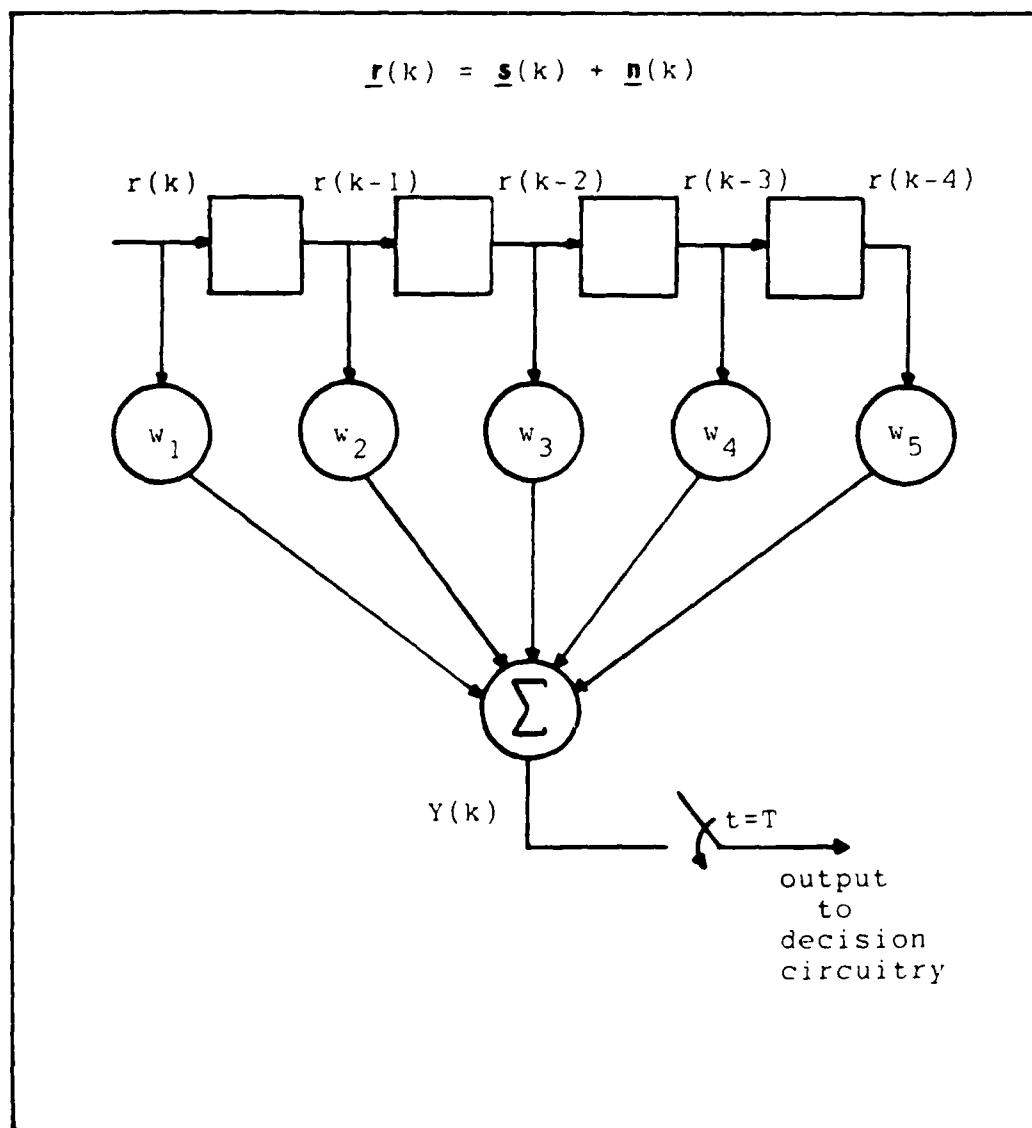 r(k) = s(k) + n(k)
r(k) r(k-1) r(k-2) r(k-3) r(k-4)
w1 w2 w3 w4 w5
Σ
Y(k)
t=T
output
to
decision
circuitry